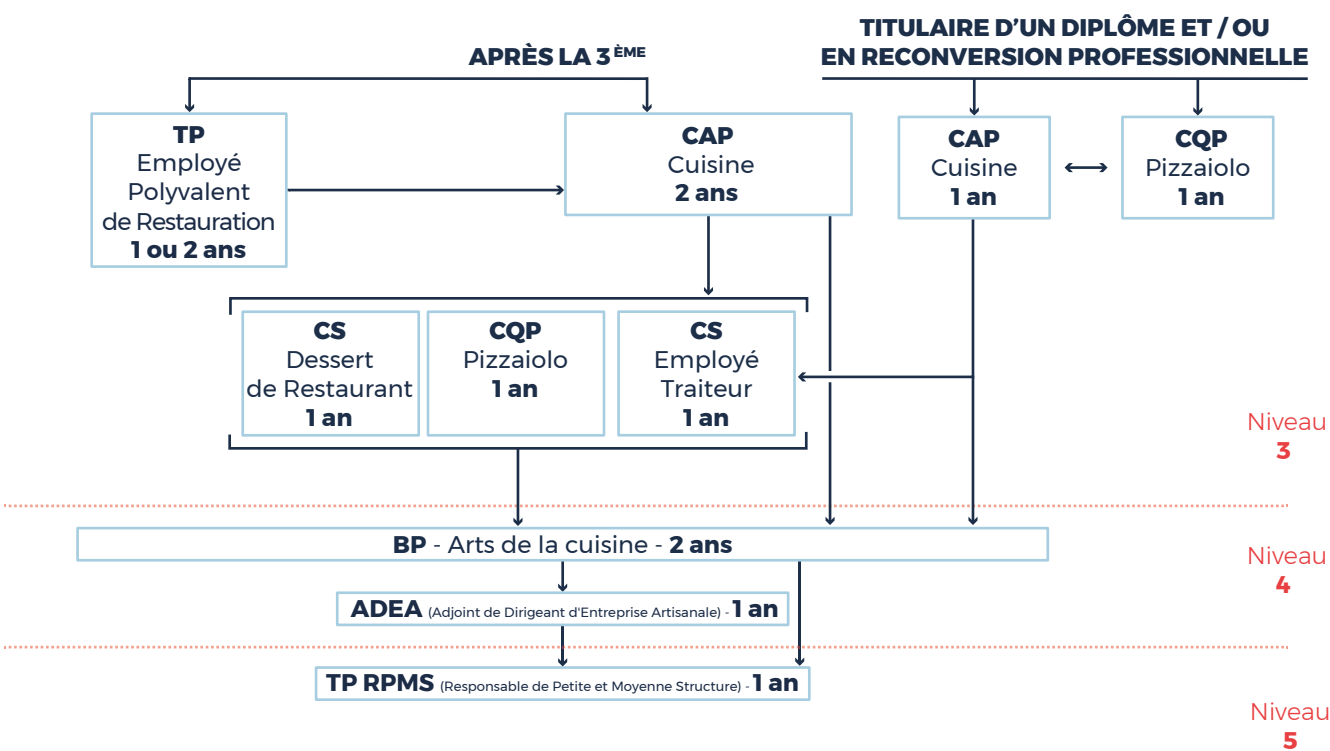 APRÈS LA 3 ÈME
TITULAIRE D'UN DIPLÔME ET / OU
EN RECONVERSION PROFESSIONNELLE
TP
Employé
Polyvalent
de Restauration
1 ou 2 ans
CAP
Cuisine
2 ans
CAP
Cuisine
1 an
CQP
Pizzaiolo
1 an
CS
Dessert
de Restaurant
1 an
CQP
Pizzaiolo
1 an
CS
Employé
Traiteur
1 an
Niveau
3
BP - Arts de la cuisine - 2 ans
Niveau
4
ADEA (Adjoint de Dirigeant d'Entreprise Artisanale) - 1 an
TP RPMS (Responsable de Petite et Moyenne Structure) - 1 an
Niveau
5